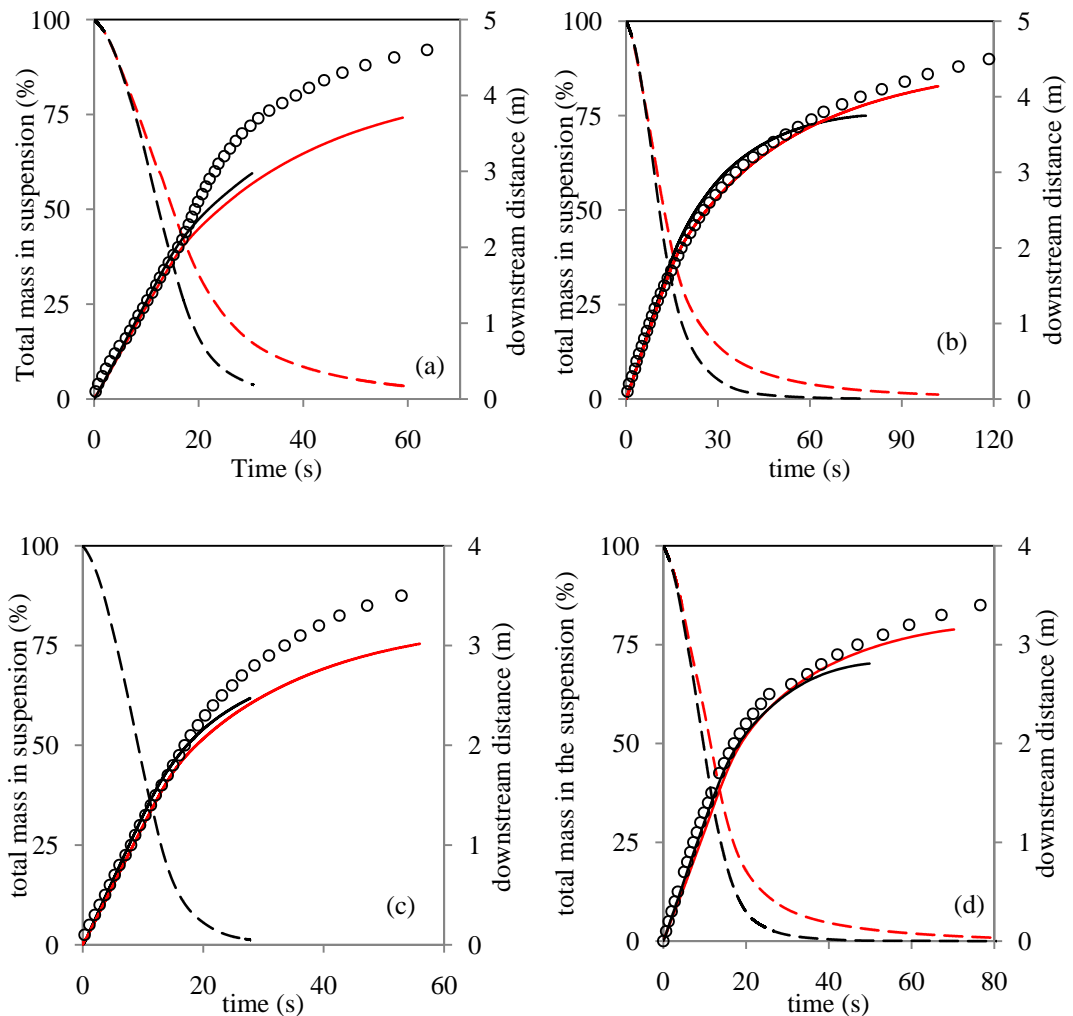 Total mass in suspension (%)
100
75
50
25
0
0 20 40 60
Time (s)
5
4
3
2
1
0
downstream distance (m)
(a)
total mass in suspension (%)
100
75
50
25
0
0 30 60 90 120
time (s)
5
4
3
2
1
0
downstream distance (m)
(b)
total mass in suspension (%)
100
75
50
25
0
0 20 40 60
time (s)
4
3
2
1
0
downstream distance (m)
(c)
total mass in the suspension (%)
100
75
50
25
0
0 20 40 60 80
time (s)
4
3
2
1
0
downstream distance (m)
(d)